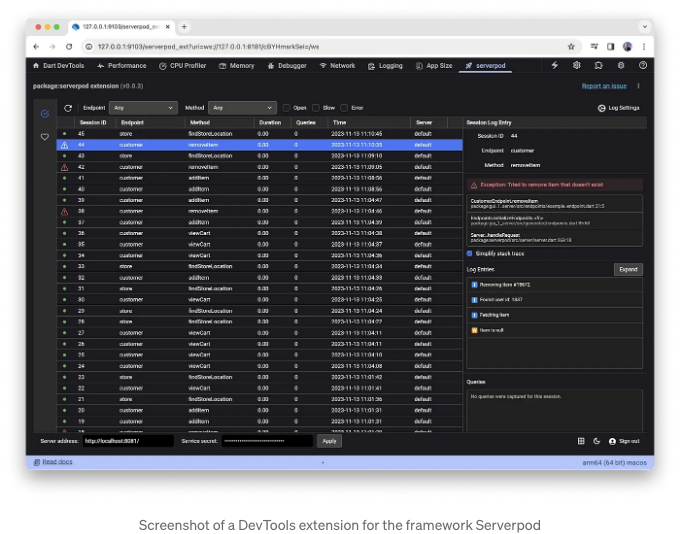 127.0.0.1:9103/serverpod_ex
127.0.0.1:9103/serverpod_ext?uri=ws://127.0.0.1:8181/cBYHmsrkSeI=/ws
Dart DevTools Performance CPU Profiler Memory Debugger Network Logging App Size serverpod
package:serverpod extension (v0.0.3) Report an issue
Endpoint Any Method Any Open Slow Error Log Settings
Session ID Endpoint Method Duration Queries Time Server
45 store findStoreLocation 0.00 0 2023-11-13 11:10:45 default
44 customer removeItem 0.00 0 2023-11-13 11:10:35 default
43 store findStoreLocation 0.00 0 2023-11-13 11:09:10 default
42 customer removeItem 0.00 0 2023-11-13 11:09:05 default
41 customer addItem 0.00 0 2023-11-13 11:08:56 default
40 customer addItem 0.00 0 2023-11-13 11:08:56 default
39 customer addItem 0.00 0 2023-11-13 11:04:47 default
38 customer removeItem 0.00 0 2023-11-13 11:04:46 default
37 customer addItem 0.00 0 2023-11-13 11:04:39 default
36 customer viewCart 0.00 0 2023-11-13 11:04:38 default
35 customer viewCart 0.00 0 2023-11-13 11:04:37 default
34 customer viewCart 0.00 0 2023-11-13 11:04:36 default
33 store findStoreLocation 0.00 0 2023-11-13 11:04:34 default
32 customer addItem 0.00 0 2023-11-13 11:04:33 default
31 store findStoreLocation 0.00 0 2023-11-13 11:04:26 default
30 customer viewCart 0.00 0 2023-11-13 11:04:25 default
29 store findStoreLocation 0.00 0 2023-11-13 11:04:24 default
28 store findStoreLocation 0.00 0 2023-11-13 11:04:22 default
27 customer viewCart 0.00 0 2023-11-13 11:04:11 default
26 customer viewCart 0.00 0 2023-11-13 11:04:11 default
25 customer viewCart 0.00 0 2023-11-13 11:04:10 default
24 customer viewCart 0.00 0 2023-11-13 11:04:08 default
23 store findStoreLocation 0.00 0 2023-11-13 11:01:42 default
22 customer viewCart 0.00 0 2023-11-13 11:01:41 default
21 store findStoreLocation 0.00 0 2023-11-13 11:01:36 default
20 customer addItem 0.00 0 2023-11-13 11:01:31 default
19 customer addItem 0.00 0 2023-11-13 11:01:31 default
Session Log Entry
Session ID 44
Endpoint customer
Method removeItem
Exception: Tried to remove item that doesn't exist
CustomerEndpoint.removeItem
Server._handleRequest
package:serverpod/src/server/server.dart
Simplify stack trace
Log Entries Expand
Removing item #18672
Found user id: 1337
Fetching item
Item is null
Queries
No queries were captured for this session.
Server address: http://localhost:8081/ Service secret: Apply Sign out
Read docs arm64 (64 bit) macos
Screenshot of a DevTools extension for the framework Serverpod